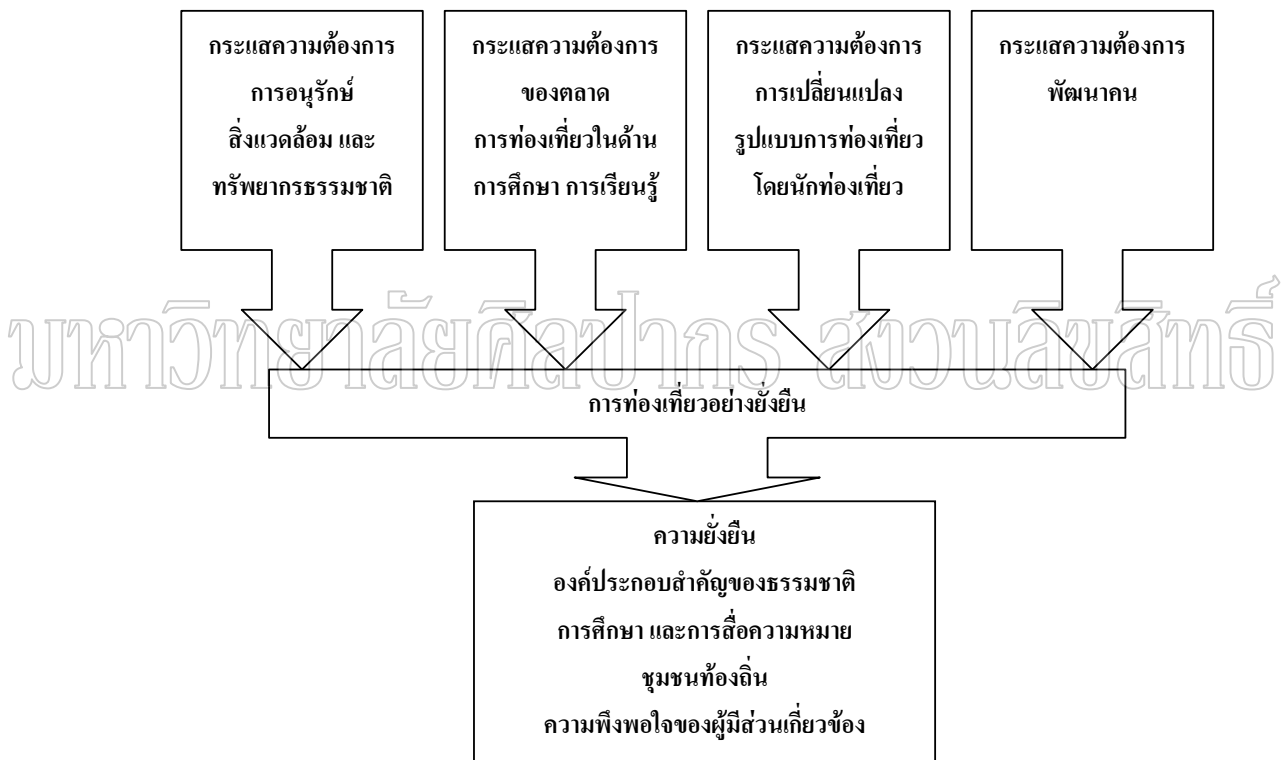 กระแสความต้องการ
การอนุรักษ์
สิ่งแวดล้อม และ
ทรัพยากรธรรมชาติ
กระแสความต้องการ
ของตลาด
การท่องเที่ยวในด้าน
การศึกษา การเรียนรู้
กระแสความต้องการ
การเปลี่ยนแปลง
รูปแบบการท่องเที่ยว
โดยนักท่องเที่ยว
กระแสความต้องการ
พัฒนาคน
มหาวิทยาลัยศิลปากร สงวนลิขสิทธิ์
การท่องเที่ยวอย่างยั่งยืน
ความยั่งยืน
องค์ประกอบสำคัญของธรรมชาติ
การศึกษา และการสื่อความหมาย
ชุมชนท้องถิ่น
ความพึงพอใจของผู้มีส่วนเกี่ยวข้อง